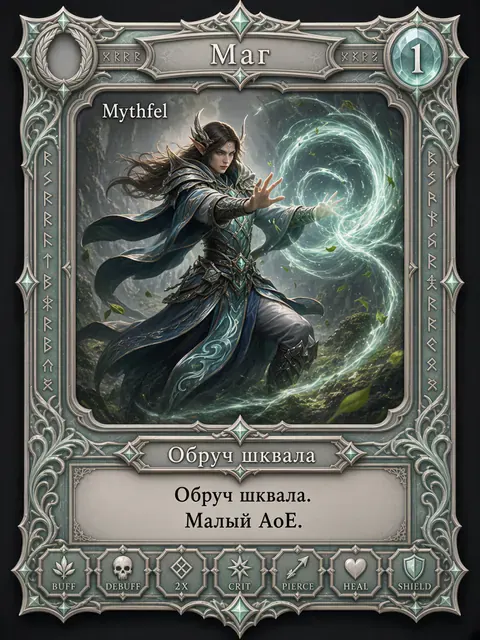 Маг
1
Mythfel
Обруч шквала
Обруч шквала.
Малый АоЕ.
BUFF
DEBUFF
2X
CRIT
PIERCE
HEAL
SHIELD